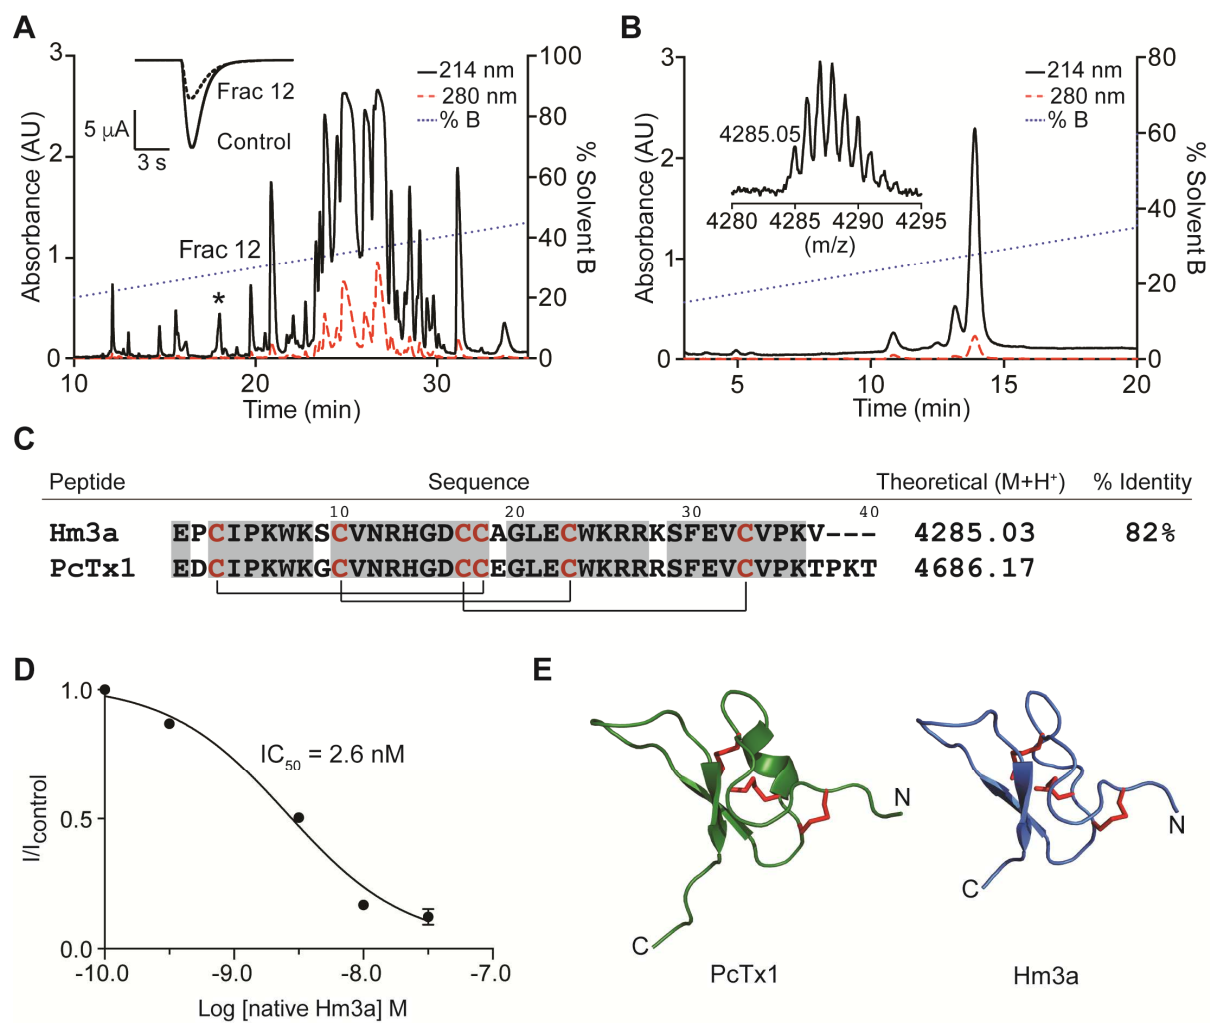 A
3
2
1
0
Absorbance (AU)
100
80
60
40
20
0
% Solvent B
214 nm
280 nm
% B
Frac 12
Control
5 µA
3 s
Frac 12
*
10
20
30
Time (min)
B
3
2
1
0
Absorbance (AU)
80
60
40
20
0
% Solvent B
214 nm
280 nm
% B
4285.05
4280
4285
4290
4295
(m/z)
5
10
15
20
Time (min)
C
Peptide Sequence Theoretical (M+H⁺) % Identity
10 20 30 40
Hm3a EPCIPKWKSCVNRHGDCCAGLECWKRRKSFEVCVPKV--- 4285.03 82%
PcTx1 EDCIPKWKGCVNRHGDCCEGLECWKRRRSFEVCVPKTPKT 4686.17
D
1.0
0.5
0.0
I/Icontrol
IC₅₀ = 2.6 nM
-10.0
-9.0
-8.0
-7.0
Log [native Hm3a] M
E
N
C
PcTx1
N
C
Hm3a